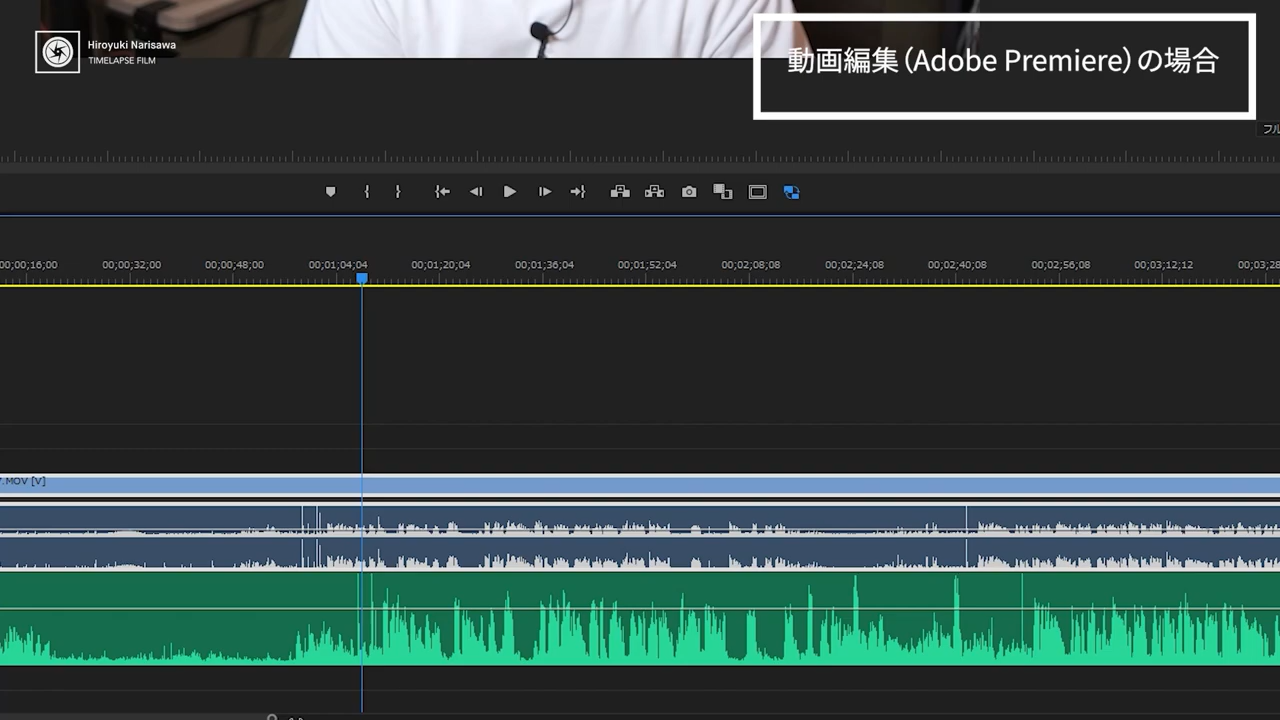 Hiroyuki Narisawa
TIMELAPSE FILM
動画編集（Adobe Premiere）の場合
00;00;16;00 00;00;32;00 00;00;48;00 00;01;04;04 00;01;20;04 00;01;36;04 00;01;52;04 00;02;08;08 00;02;24;08 00;02;40;08 00;02;56;08 00;03;12;12 00;03;28
.MOV [V]